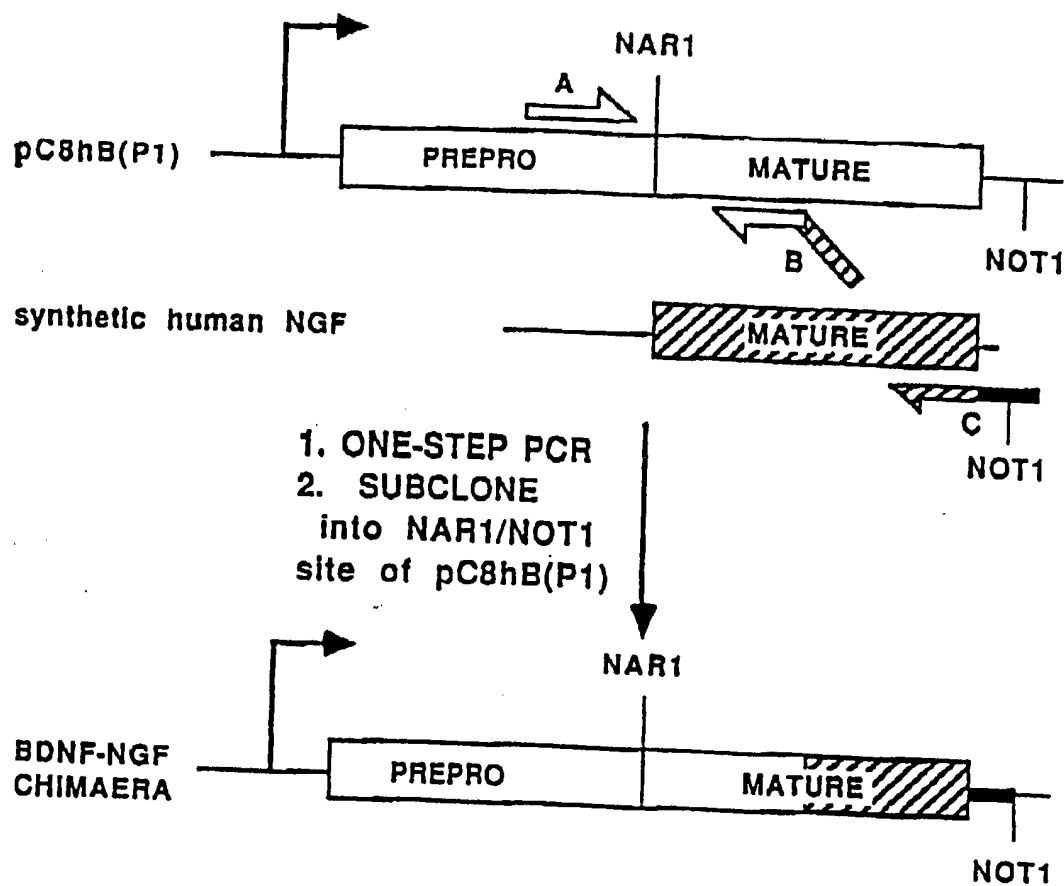 NAR1
A
pC8hB(P1)
PREPRO
MATURE
NOT1
B
synthetic human NGF
MATURE
C
NOT1
1. ONE-STEP PCR
2. SUBCLONE
into NAR1/NOT1
site of pC8hB(P1)
NAR1
BDNF-NGF
CHIMAERA
PREPRO
MATURE
NOT1